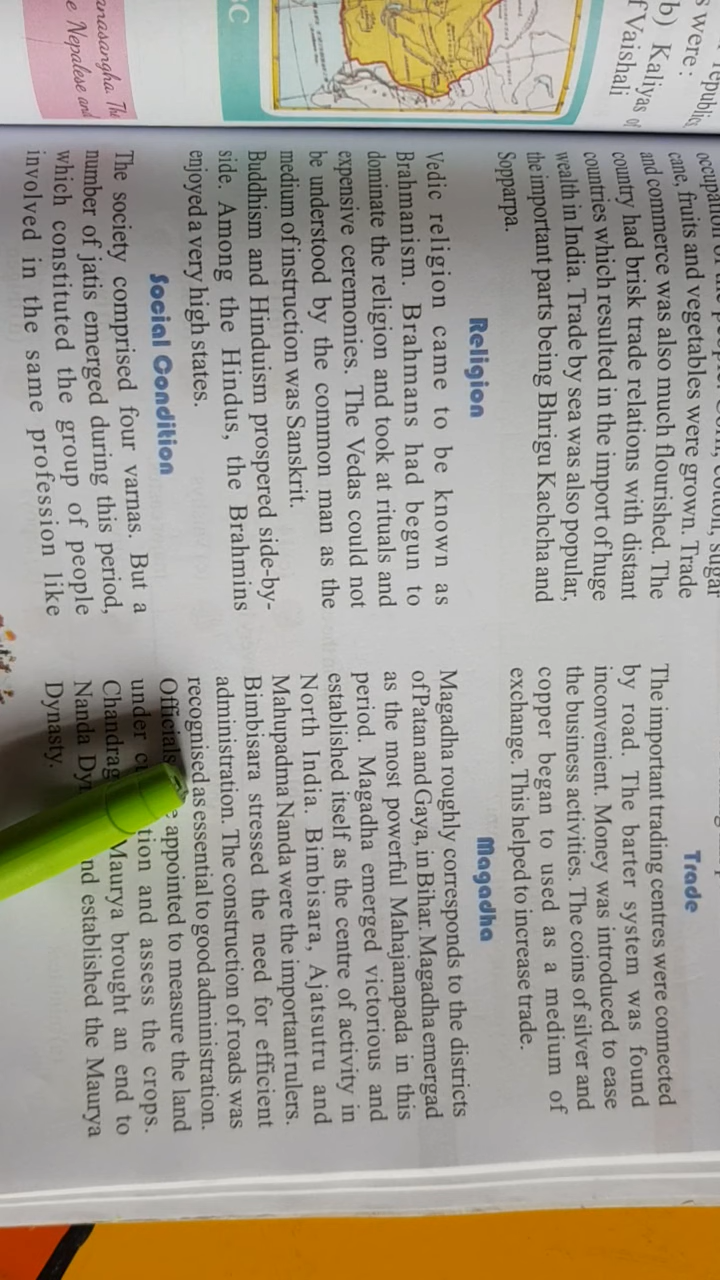 republics
s were :
b) Kaliyas of
f Vaishali
BC
anasangha. The
e Nepalese and
cane, fruits and vegetables were grown. Trade
and commerce was also much flourished. The
country had brisk trade relations with distant
countries which resulted in the import of huge
wealth in India. Trade by sea was also popular,
the important parts being Bhrigu Kachcha and
Sopparpa.
Religion
Vedic religion came to be known as
Brahmanism. Brahmans had begun to
dominate the religion and took at rituals and
expensive ceremonies. The Vedas could not
be understood by the common man as the
medium of instruction was Sanskrit.
Buddhism and Hinduism prospered side-by-
side. Among the Hindus, the Brahmins
enjoyed a very high states.
Social Condition
The society comprised four varnas. But a
number of jatis emerged during this period,
which constituted the group of people
involved in the same profession like
Trade
The important trading centres were connected
by road. The barter system was found
inconvenient. Money was introduced to ease
the business activities. The coins of silver and
copper began to used as a medium of
exchange. This helped to increase trade.
Magadha
Magadha roughly corresponds to the districts
of Patan and Gaya, in Bihar. Magadha emergad
as the most powerful Mahajanapada in this
period. Magadha emerged victorious and
established itself as the centre of activity in
North India. Bimbisara, Ajatsutru and
Mahupadma Nanda were the important rulers.
Bimbisara stressed the need for efficient
administration. The construction of roads was
recognised as essential to good administration.
Officials appointed to measure the land
under tion and assess the crops.
Chandrag Maurya brought an end to
Nanda Dy nd established the Maurya
Dynasty.